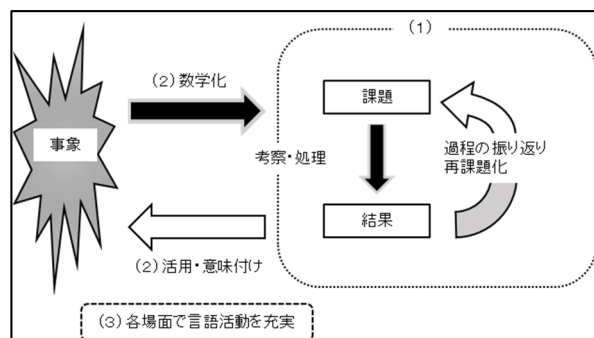 (1)
(2) 数学化
課題
事象
考察・処理
過程の振り返り
再課題化
結果
(2) 活用・意味付け
(3) 各場面で言語活動を充実